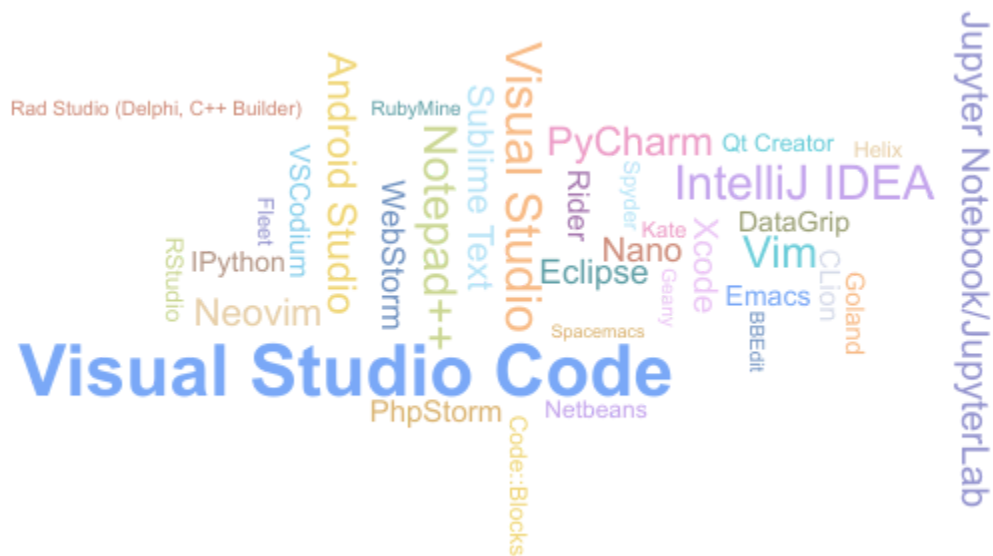 Jupyter Notebook/JupyterLab
Visual Studio
Android Studio
Sublime Text
Rad Studio (Delphi, C++ Builder)
RubyMine
Notepad++
PyCharm
Qt Creator
Helix
VSCodium
IntelliJ IDEA
Spyder
Rider
WebStorm
Fleet
DataGrip
Kate
Xcode
Nano
Vim
RStudio
IPython
CLion
Eclipse
Geany
Goland
Emacs
Neovim
BBEdit
Spacemacs
Visual Studio Code
PhpStorm
Netbeans
Code::Blocks